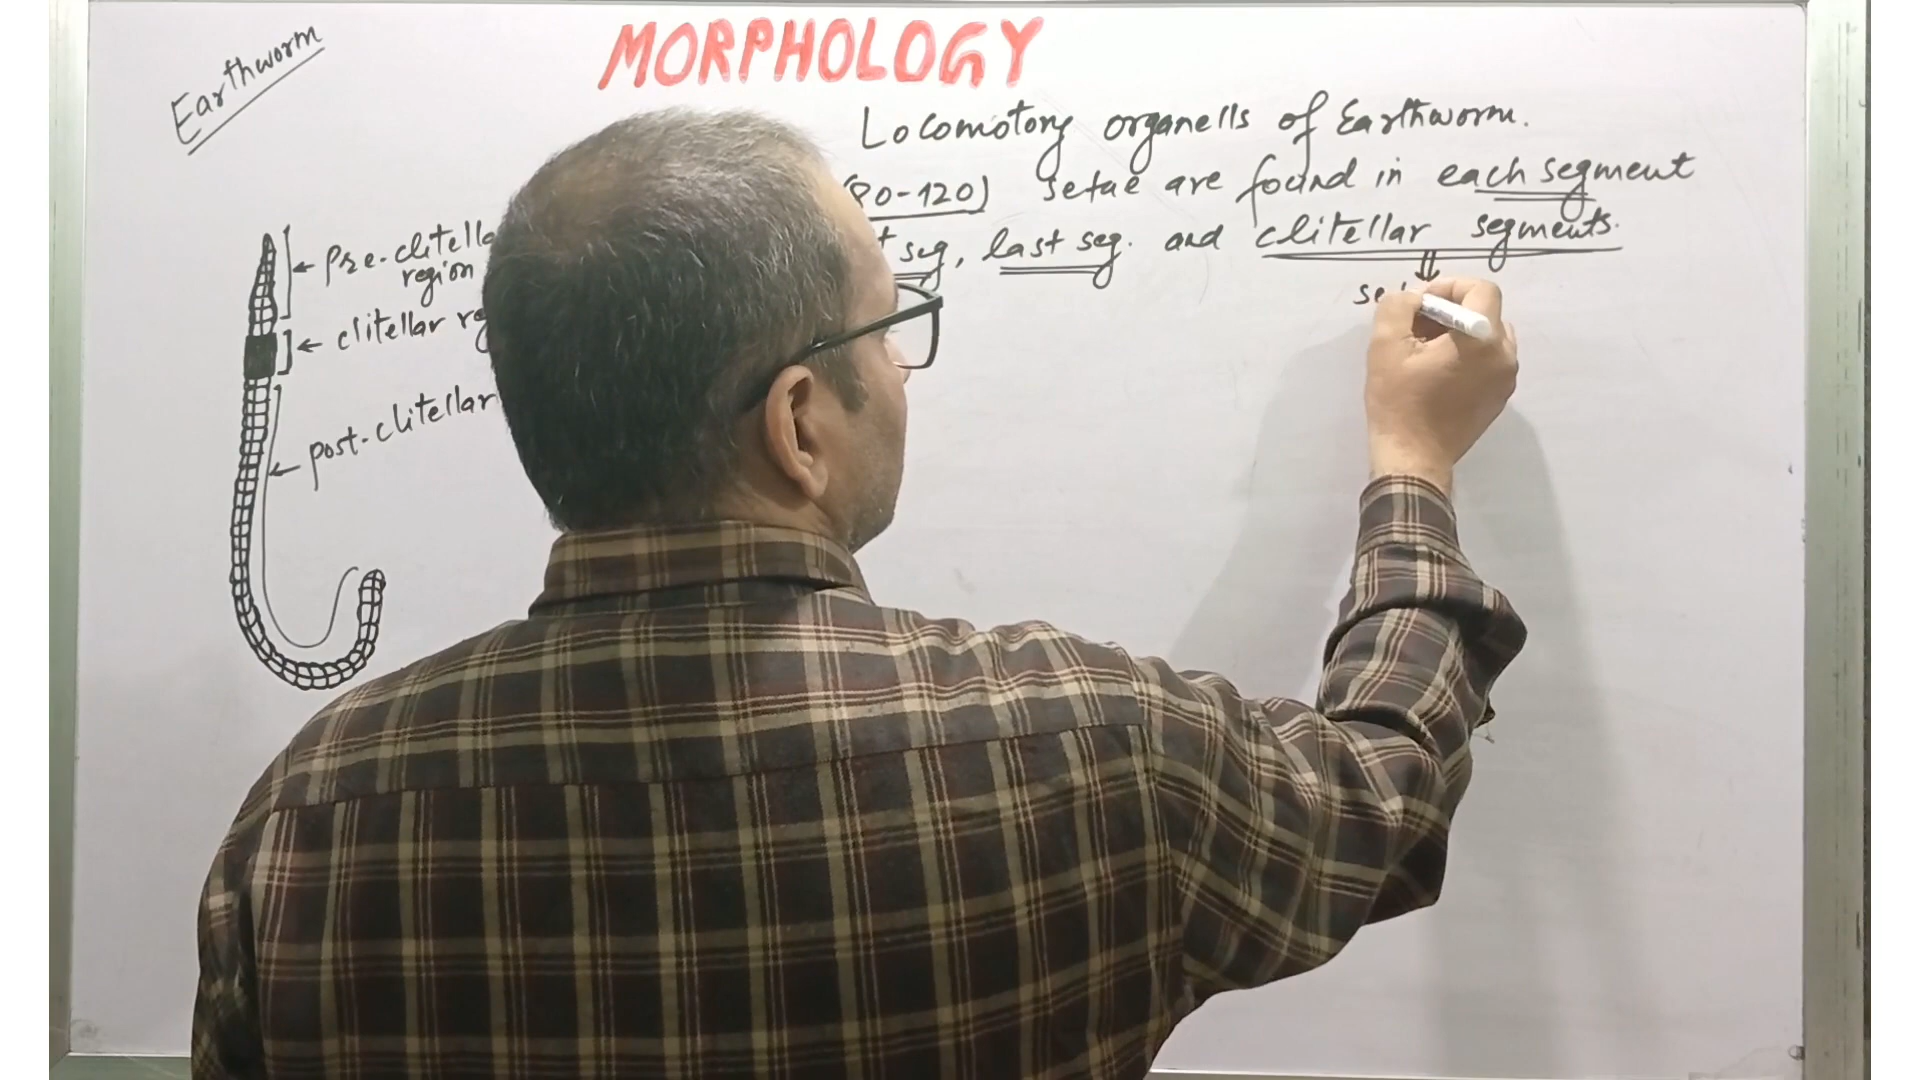 Earthworm
MORPHOLOGY
Locomotory organells of Earthworm.
(80-120) setae are found in each segment
seg, last seg. and clitellar segments.
Pre-clitella
region
clitellar
post-clitellar